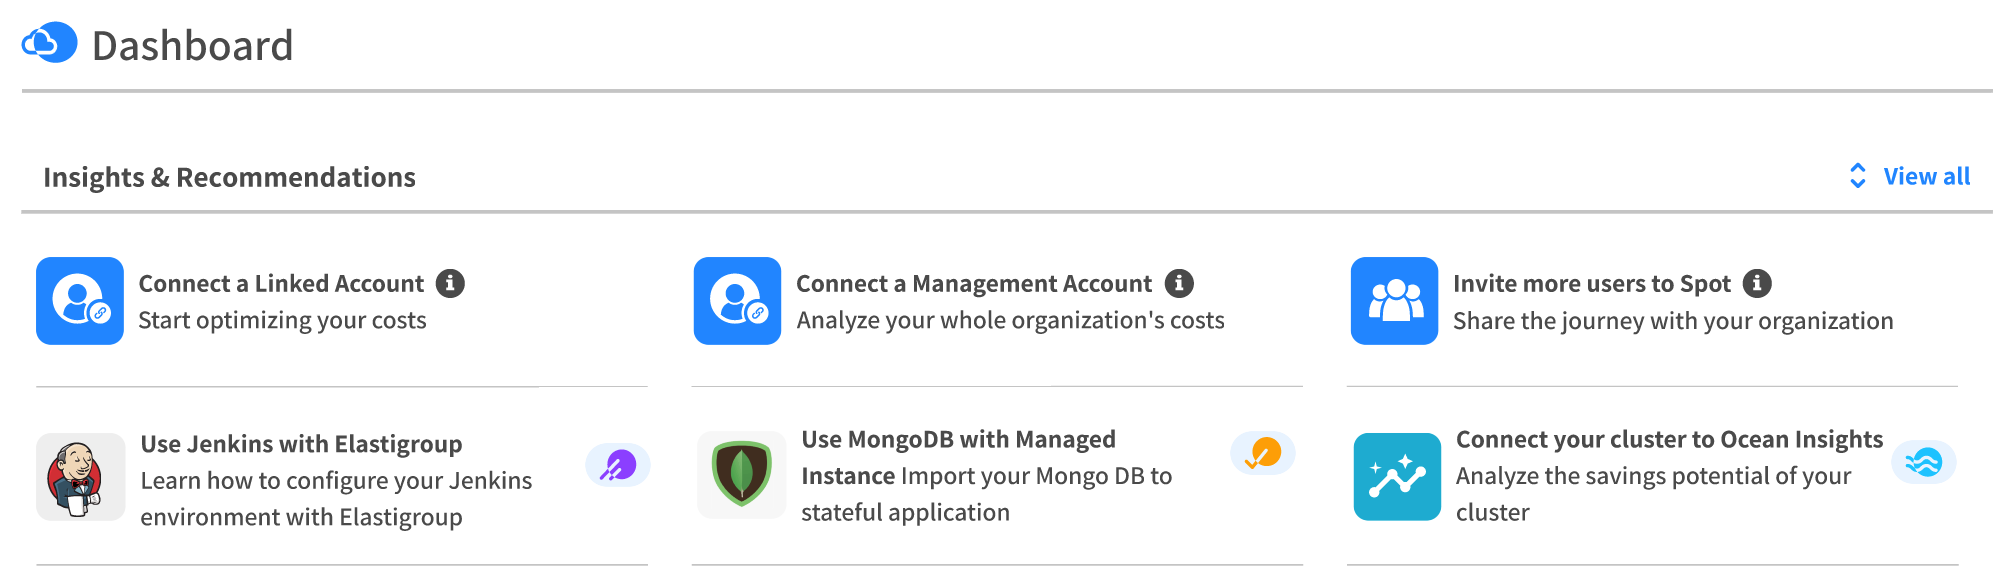 Dashboard
Insights & Recommendations
View all
Connect a Linked Account
Start optimizing your costs
Connect a Management Account
Analyze your whole organization's costs
Invite more users to Spot
Share the journey with your organization
Use Jenkins with Elastigroup
Learn how to configure your Jenkins
environment with Elastigroup
Use MongoDB with Managed
Instance Import your Mongo DB to
stateful application
Connect your cluster to Ocean Insights
Analyze the savings potential of your
cluster